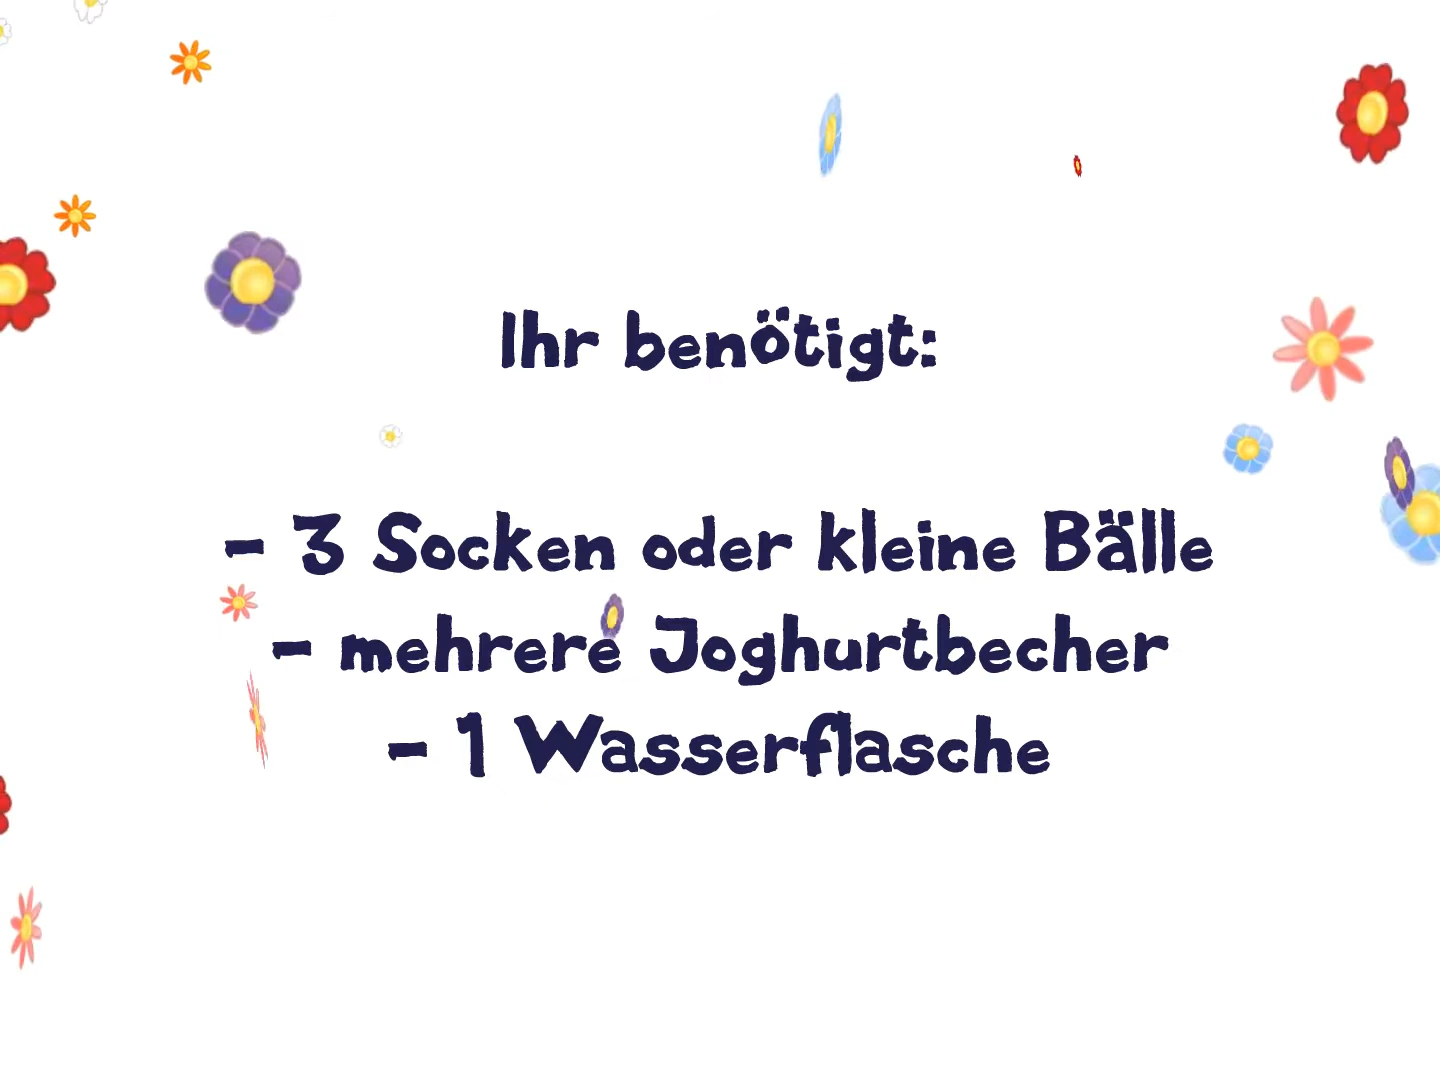 Ihr benötigt:
- 3 Socken oder kleine Bälle
- mehrere Joghurtbecher
- 1 Wasserflasche